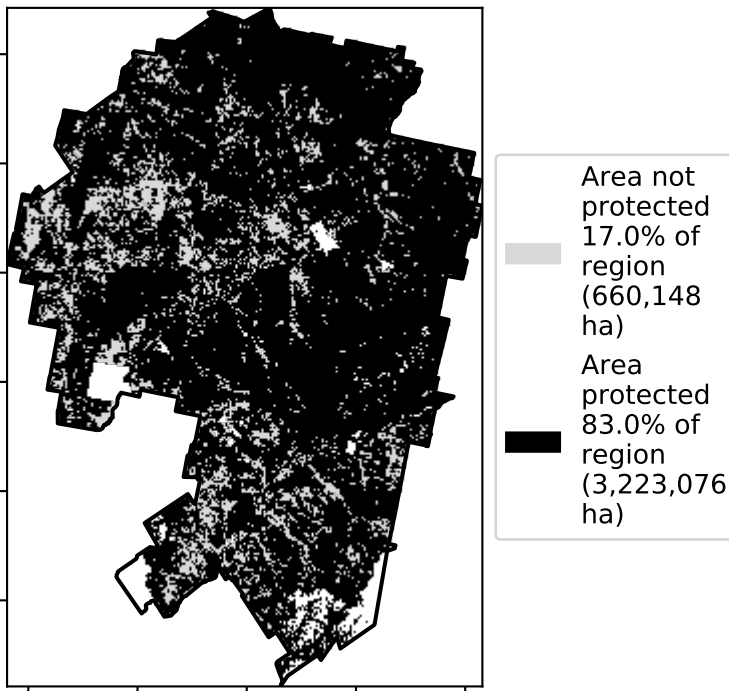 Area not
protected
17.0% of
region
(660,148
ha)
Area
protected
83.0% of
region
(3,223,076
ha)